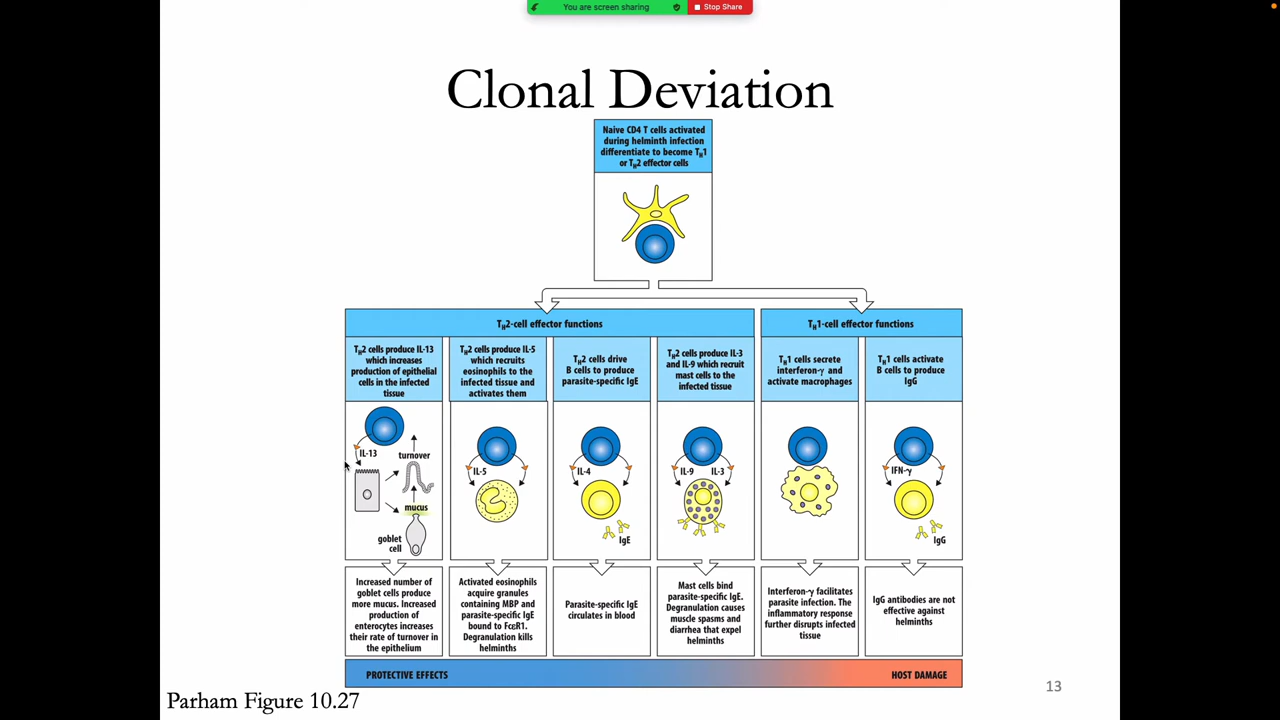 You are screen sharing
Stop Share
Clonal Deviation
Naive CD4 T cells activated
during helminth infection
differentiate to become TH1
or TH2 effector cells
TH2-cell effector functions
TH1-cell effector functions
TH2 cells produce IL-13
which increases
production of epithelial
cells in the infected
tissue
TH2 cells produce IL-5
which recruits
eosinophils to the
infected tissue and
activates them
TH2 cells drive
B cells to produce
parasite-specific IgE
TH2 cells produce IL-3
and IL-9 which recruit
mast cells to the
infected tissue
TH1 cells secrete
interferon-γ and
activate macrophages
TH1 cells activate
B cells to produce
IgG
IL-13
turnover
mucus
goblet
cell
IL-5
IL-4
IgE
IL-9
IL-3
IFN-γ
IgG
Increased number of
goblet cells produce
more mucus. Increased
production of
enterocytes increases
their rate of turnover in
the epithelium
Activated eosinophils
acquire granules
containing MBP and
parasite-specific IgE
bound to FcεR1.
Degranulation kills
helminths
Parasite-specific IgE
circulates in blood
Mast cells bind
parasite-specific IgE.
Degranulation causes
muscle spasms and
diarrhea that expel
helminths
Interferon-γ facilitates
parasite infection. The
inflammatory response
further disrupts infected
tissue
IgG antibodies are not
effective against
helminths
PROTECTIVE EFFECTS
HOST DAMAGE
Parham Figure 10.27
13